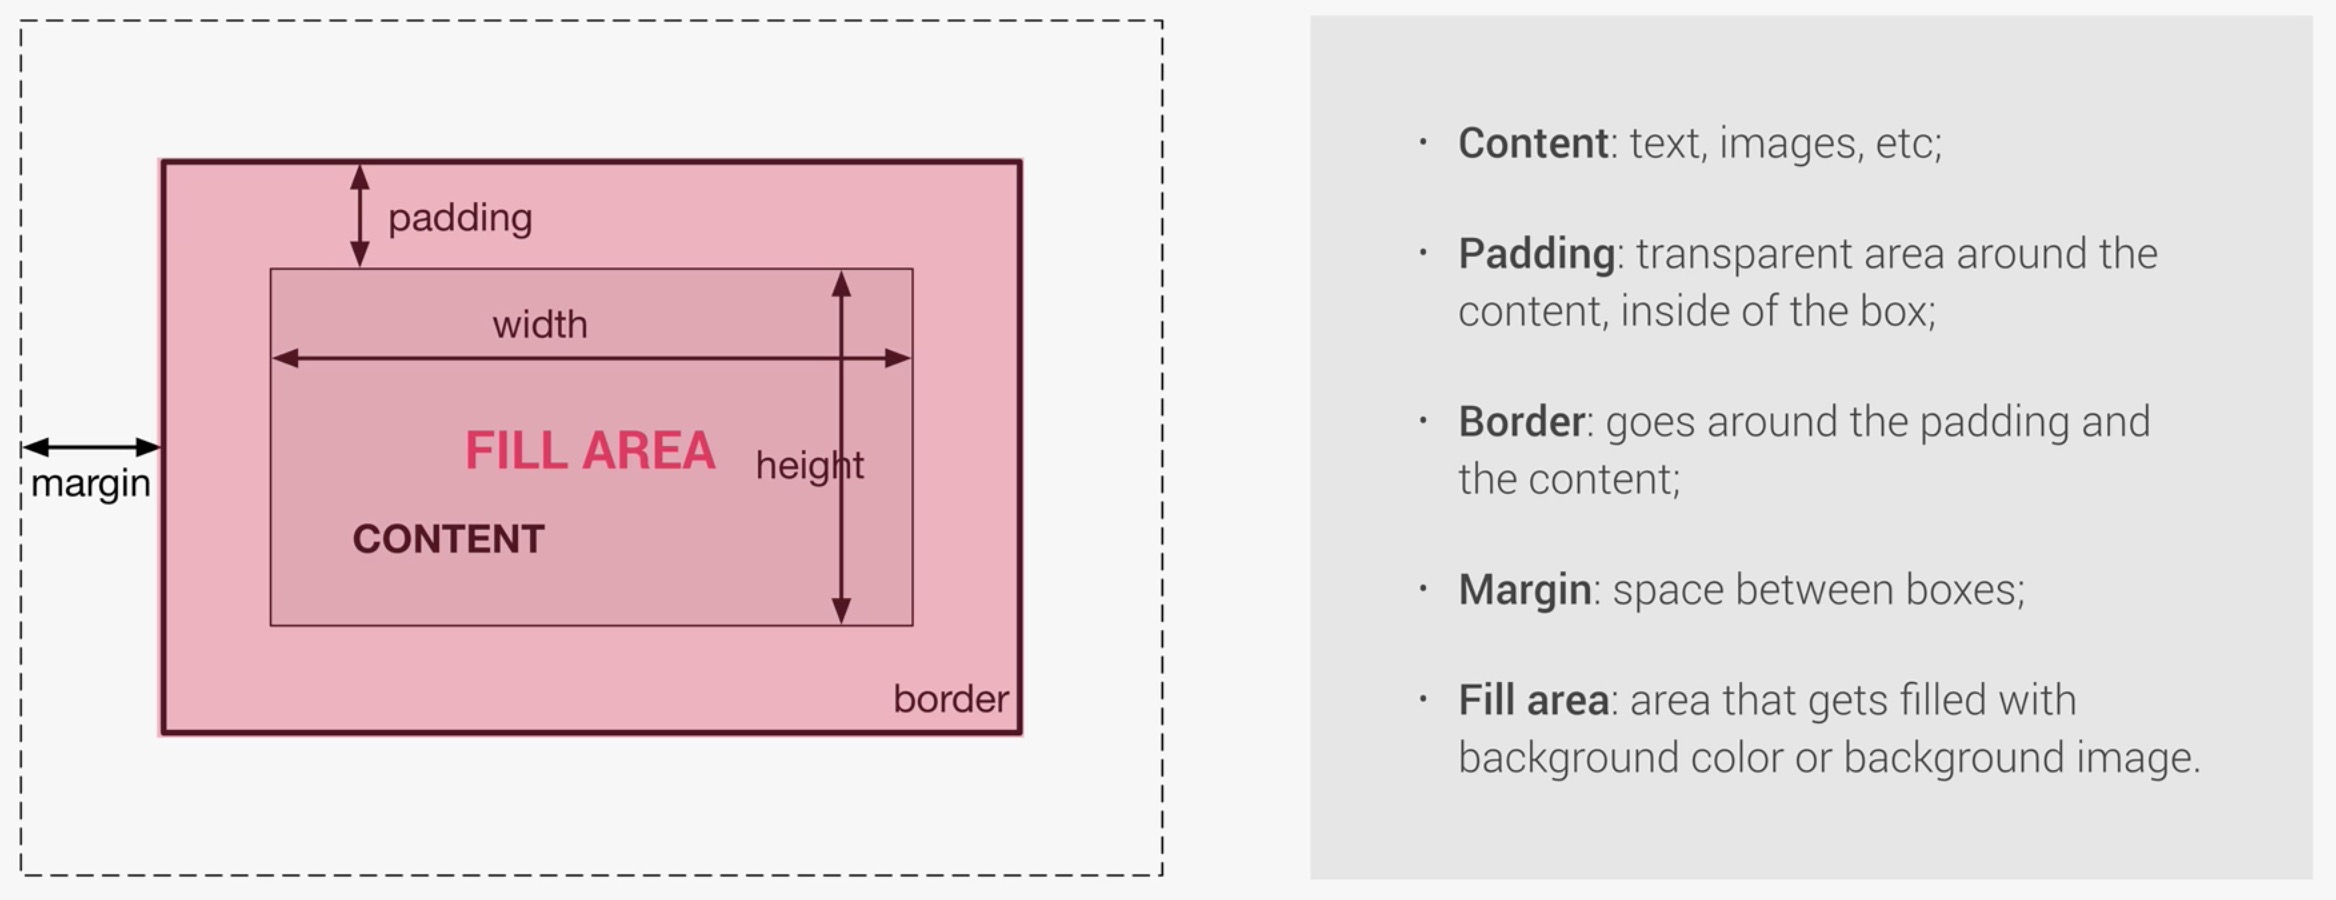 padding
width
FILL AREA
height
margin
CONTENT
border
• Content: text, images, etc;
• Padding: transparent area around the
content, inside of the box;
• Border: goes around the padding and
the content;
• Margin: space between boxes;
• Fill area: area that gets filled with
background color or background image.